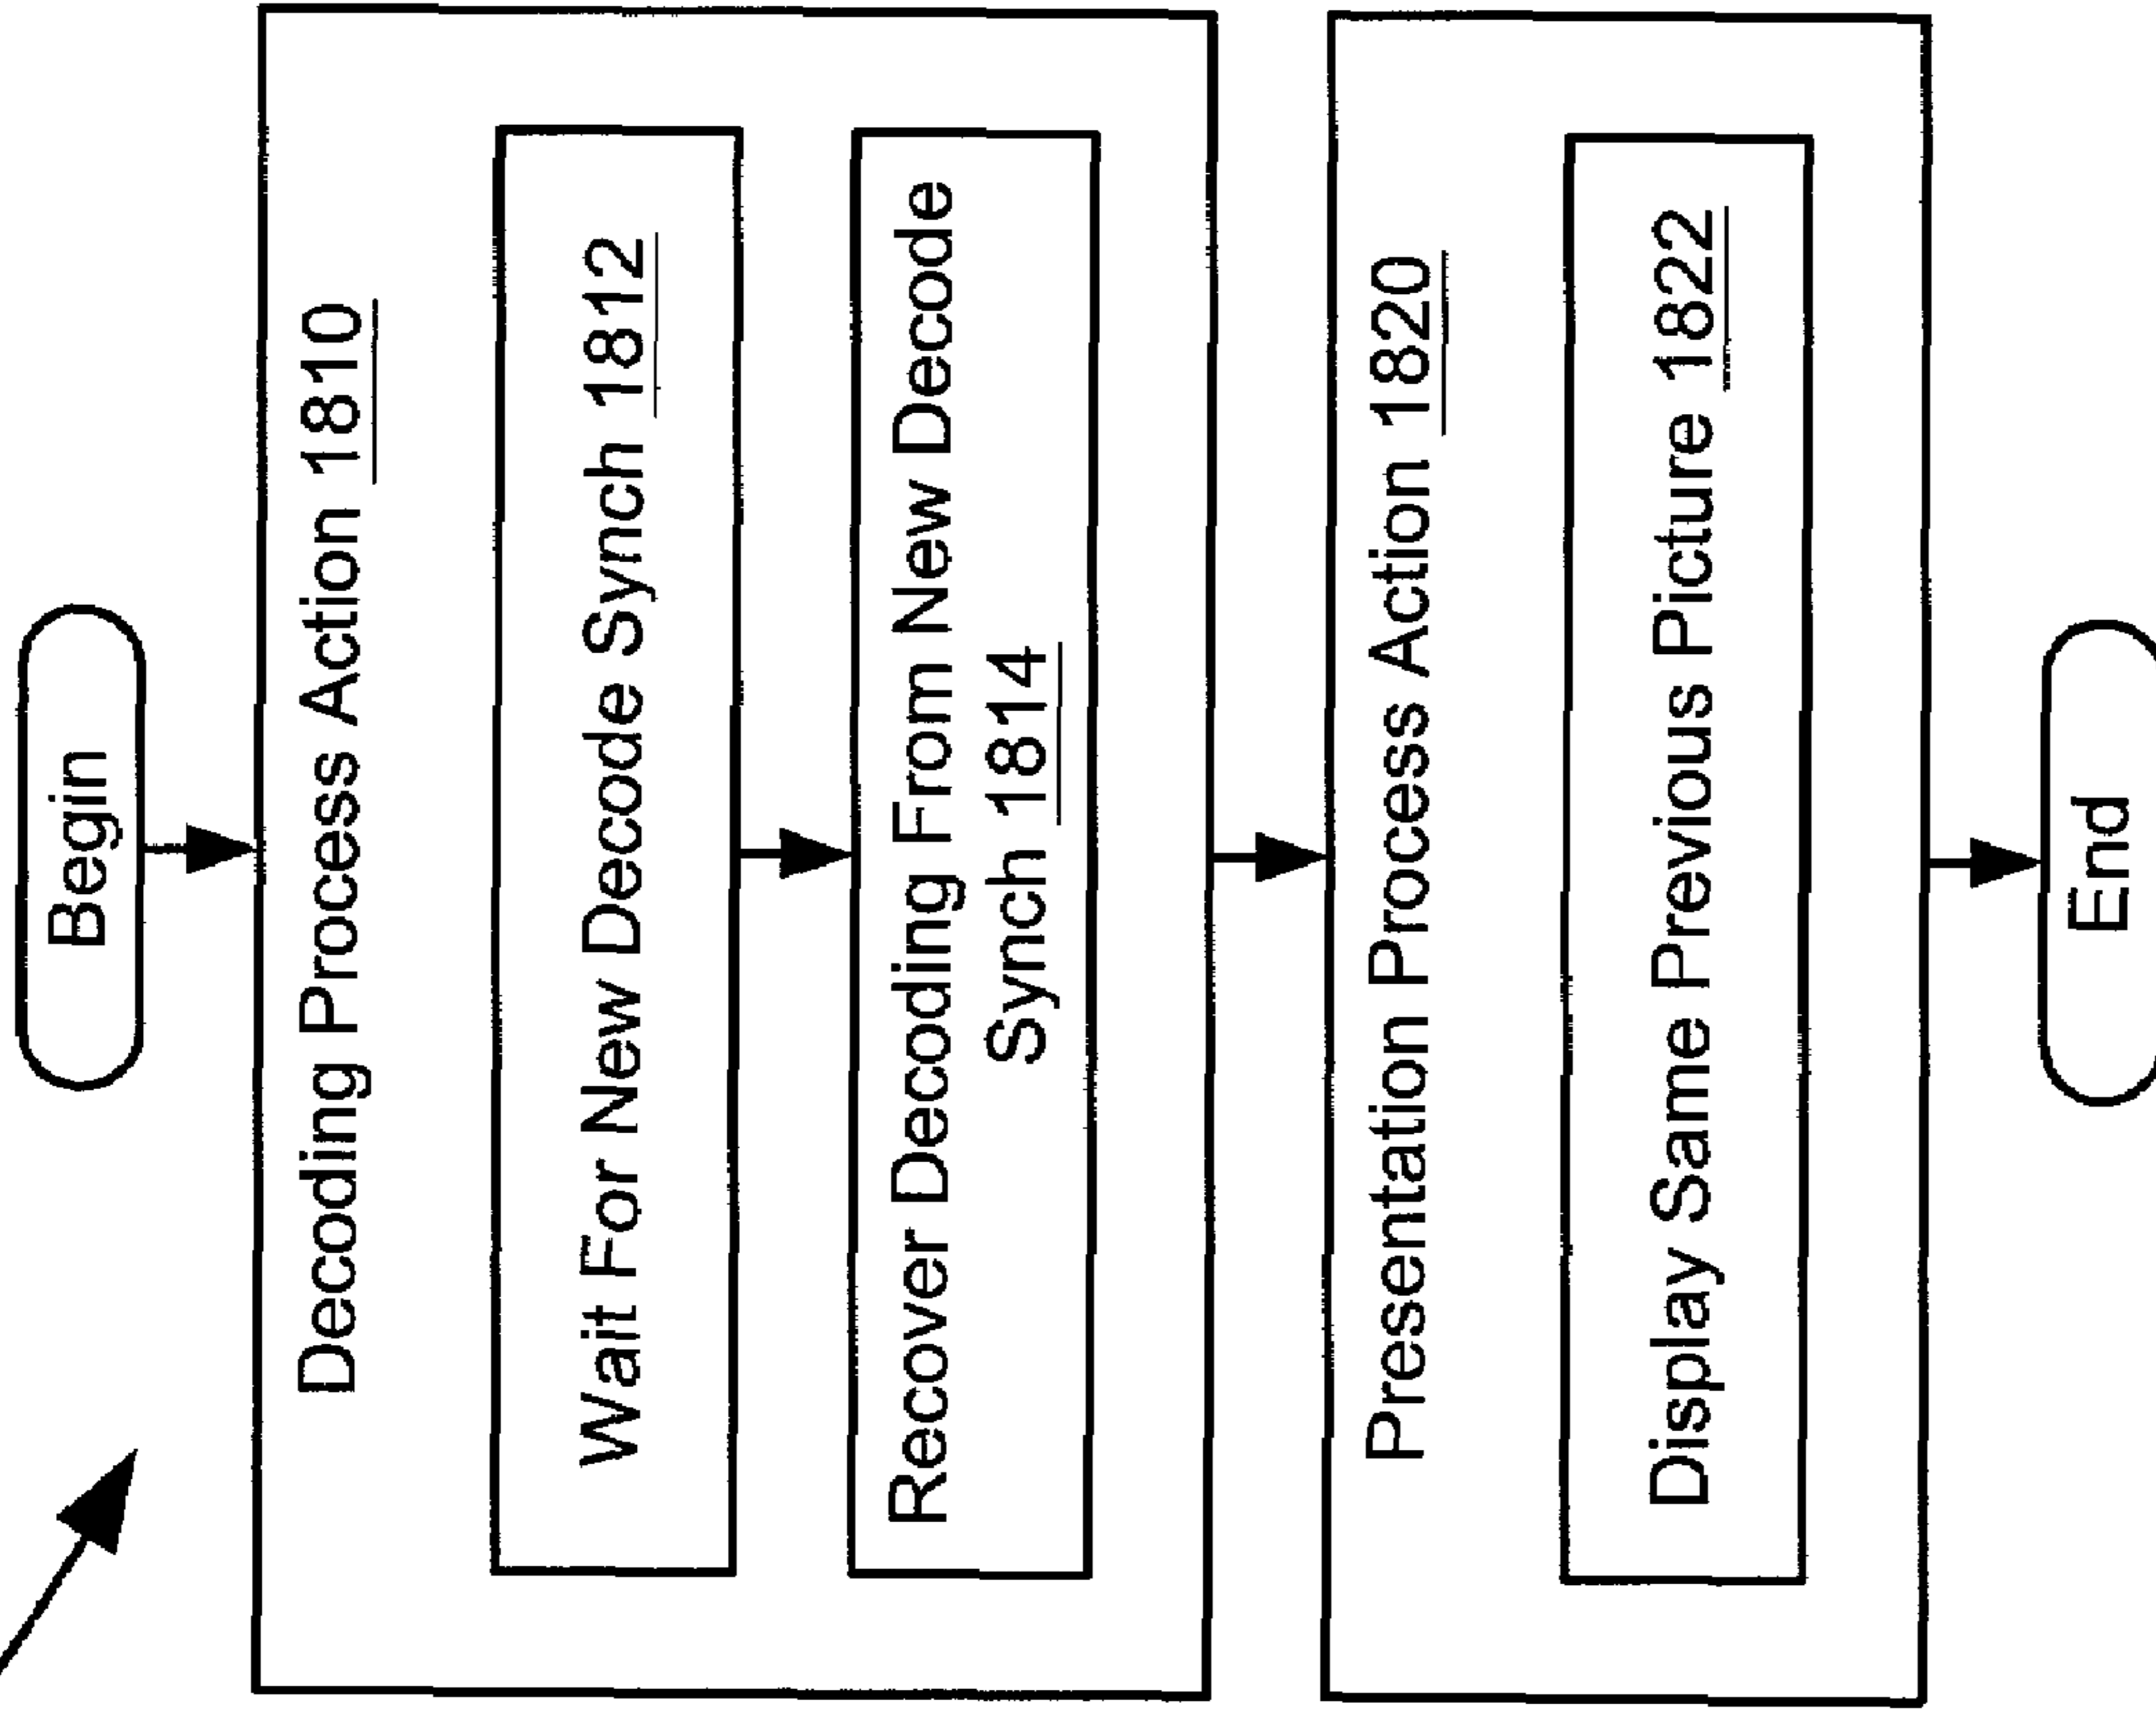 Begin
Decoding Process Action 1810
Wait For New Decode Synch 1812
Recover Decoding From New Decode
Synch 1814
Presentation Process Action 1820
Display Same Previous Picture 1822
End